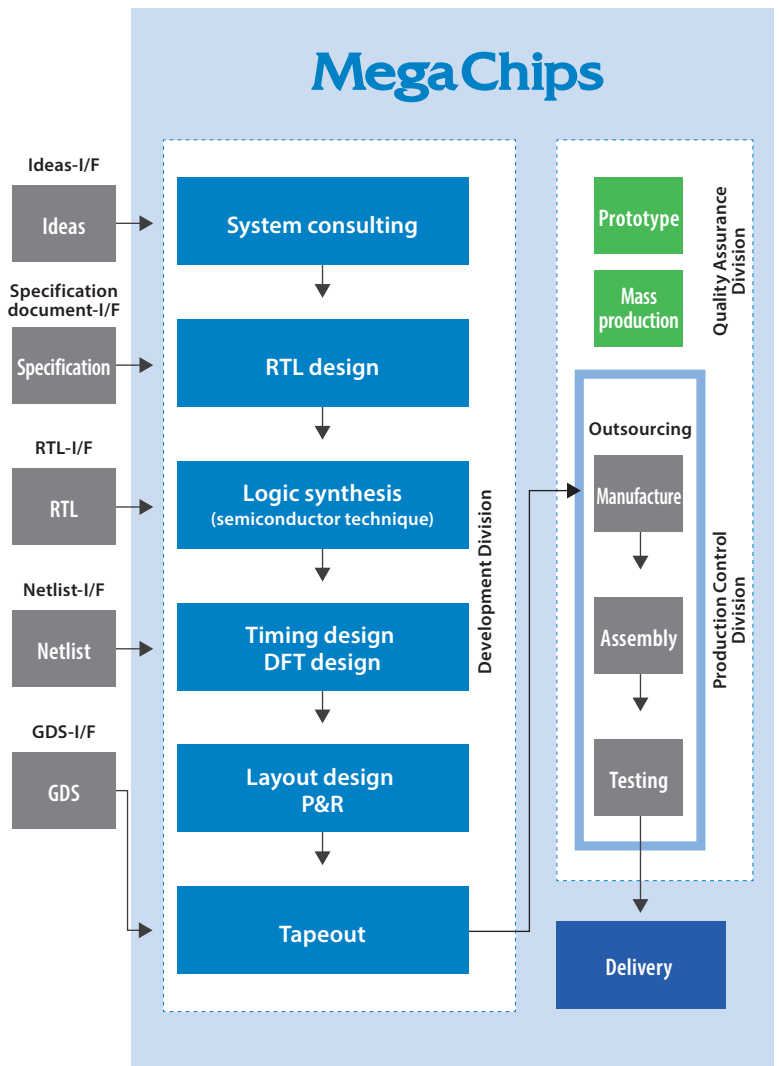 MegaChips
Ideas-I/F
Ideas
Specification
document-I/F
Specification
RTL-I/F
RTL
Netlist-I/F
Netlist
GDS-I/F
GDS
System consulting
RTL design
Logic synthesis
(semiconductor technique)
Timing design
DFT design
Layout design
P&R
Tapeout
Development Division
Prototype
Mass
production
Quality Assurance
Division
Outsourcing
Manufacture
Assembly
Testing
Production Control
Division
Delivery